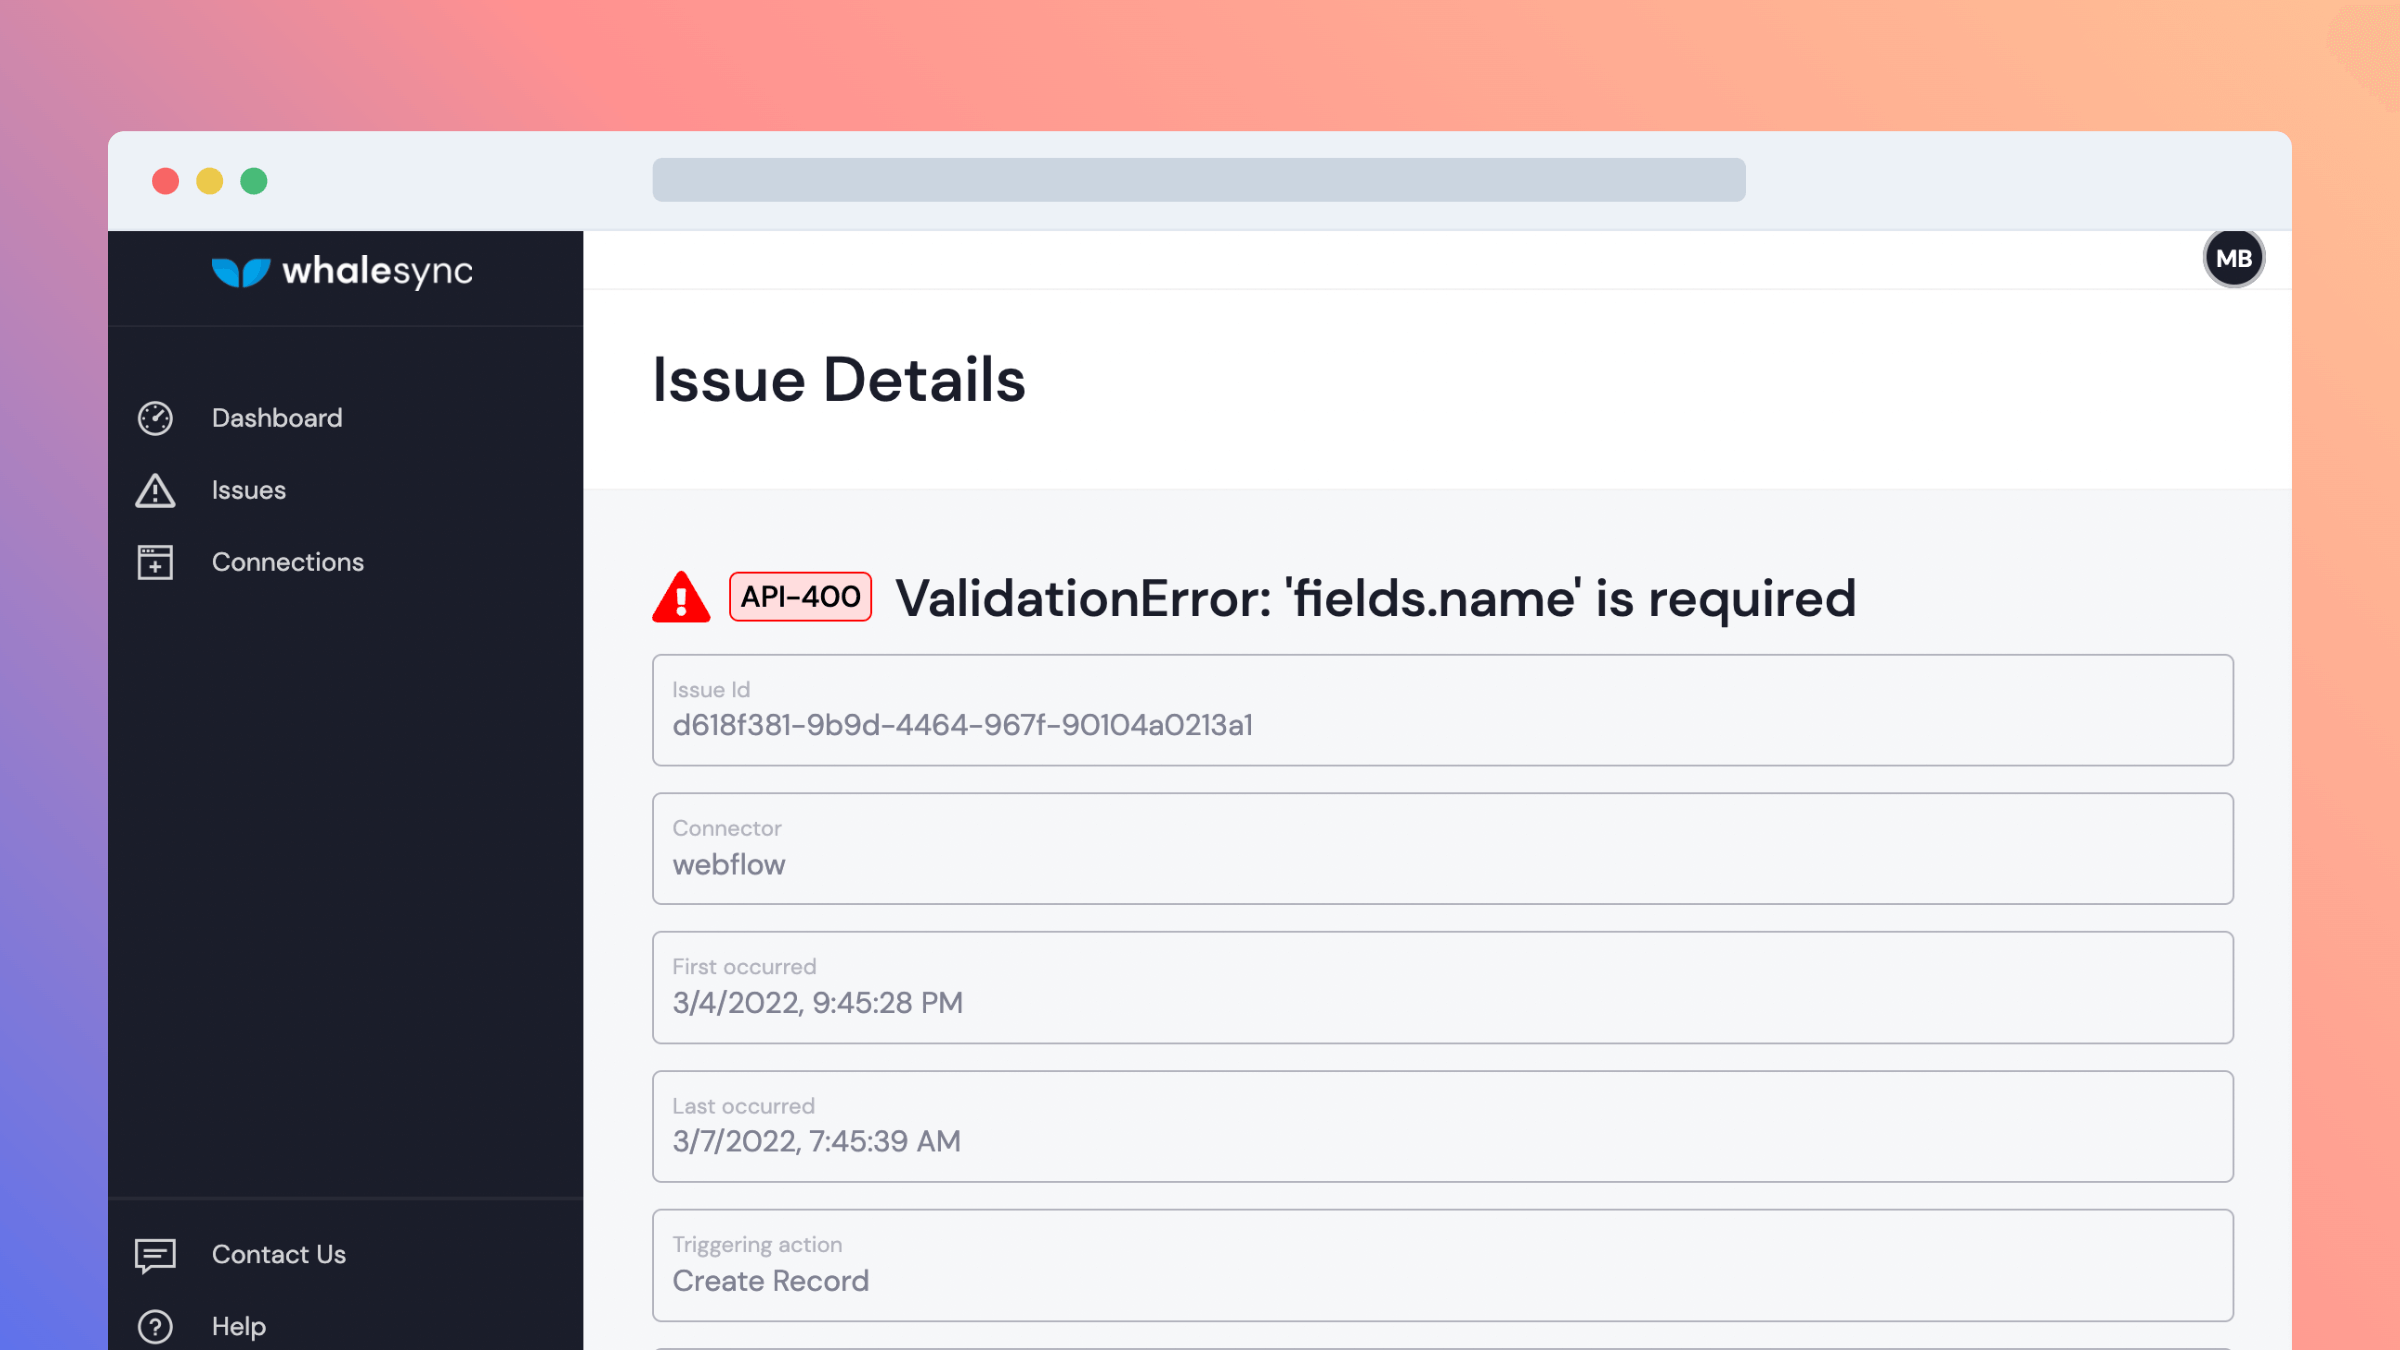 whalesync
MB
Dashboard
Issues
Connections
Contact Us
Help
Issue Details
API-400 ValidationError: 'fields.name' is required
Issue Id
d618f381-9b9d-4464-967f-90104a0213a1
Connector
webflow
First occurred
3/4/2022, 9:45:28 PM
Last occurred
3/7/2022, 7:45:39 AM
Triggering action
Create Record